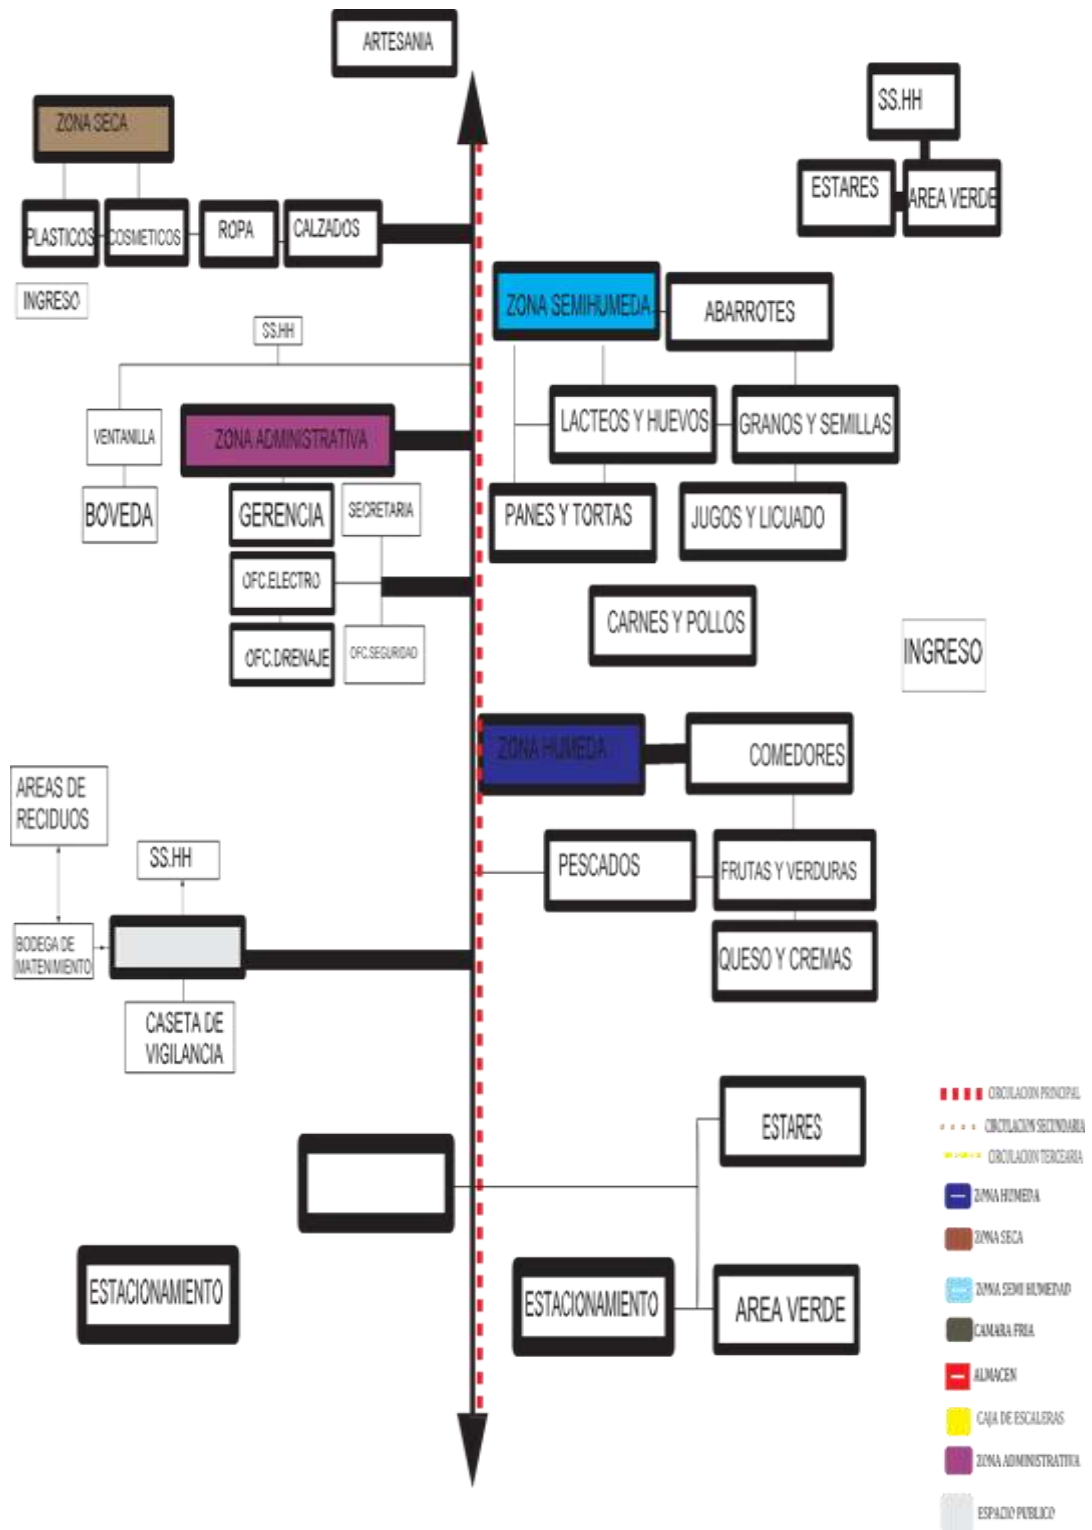 ARTESANIA
SS.HH
ZONA SECA
ESTARES
AREA VERDE
PLASTICOS
COSMETICOS
ROPA
CALZADOS
INGRESO
ZONA SEMIHUMEDA
ABARROTES
SS.HH
VENTANILLA
ZONA ADMINISTRATIVA
LACTEOS Y HUEVOS
GRANOS Y SEMILLAS
BOVEDA
GERENCIA
SECRETARIA
PANES Y TORTAS
JUGOS Y LICUADO
OFC.ELECTRO
CARNES Y POLLOS
OFC.DRENAJE
OFC.SEGURIDAD
INGRESO
ZONA HUMEDA
COMEDORES
AREAS DE
RECIDUOS
SS.HH
PESCADOS
FRUTAS Y VERDURAS
BODEGA DE
MATENIMIENTO
QUESO Y CREMAS
CASETA DE
VIGILANCIA
ESTARES
ESTACIONAMIENTO
ESTACIONAMIENTO
AREA VERDE
CIRCULACION PRINCIPAL
CIRCULACION SECUNDARIA
CIRCULACION TERCEARIA
ZONA HUMEDA
ZONA SECA
ZONA SEMI HUMEDAD
CAMARA FRIA
ALMACEN
CAJA DE ESCALERAS
ZONA ADMINISTRATIVA
ESPACIO PUBLICO